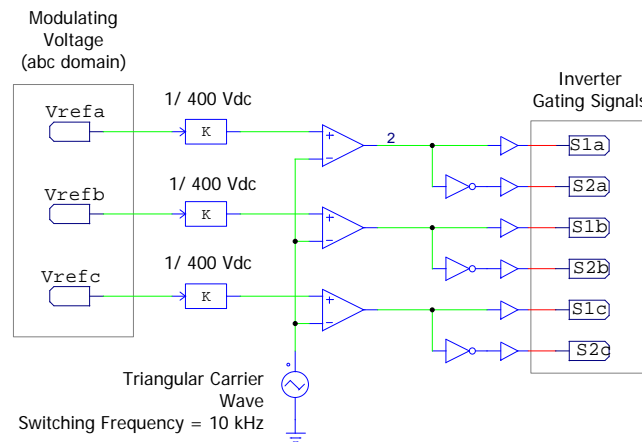 Modulating
Voltage
(abc domain)
Inverter
Gating Signals
1/ 400 Vdc
Vrefa
K
+
−
2
S1a
S2a
1/ 400 Vdc
Vrefb
K
+
−
S1b
S2b
1/ 400 Vdc
Vrefc
K
+
−
S1c
S2c
Triangular Carrier
Wave
Switching Frequency = 10 kHz